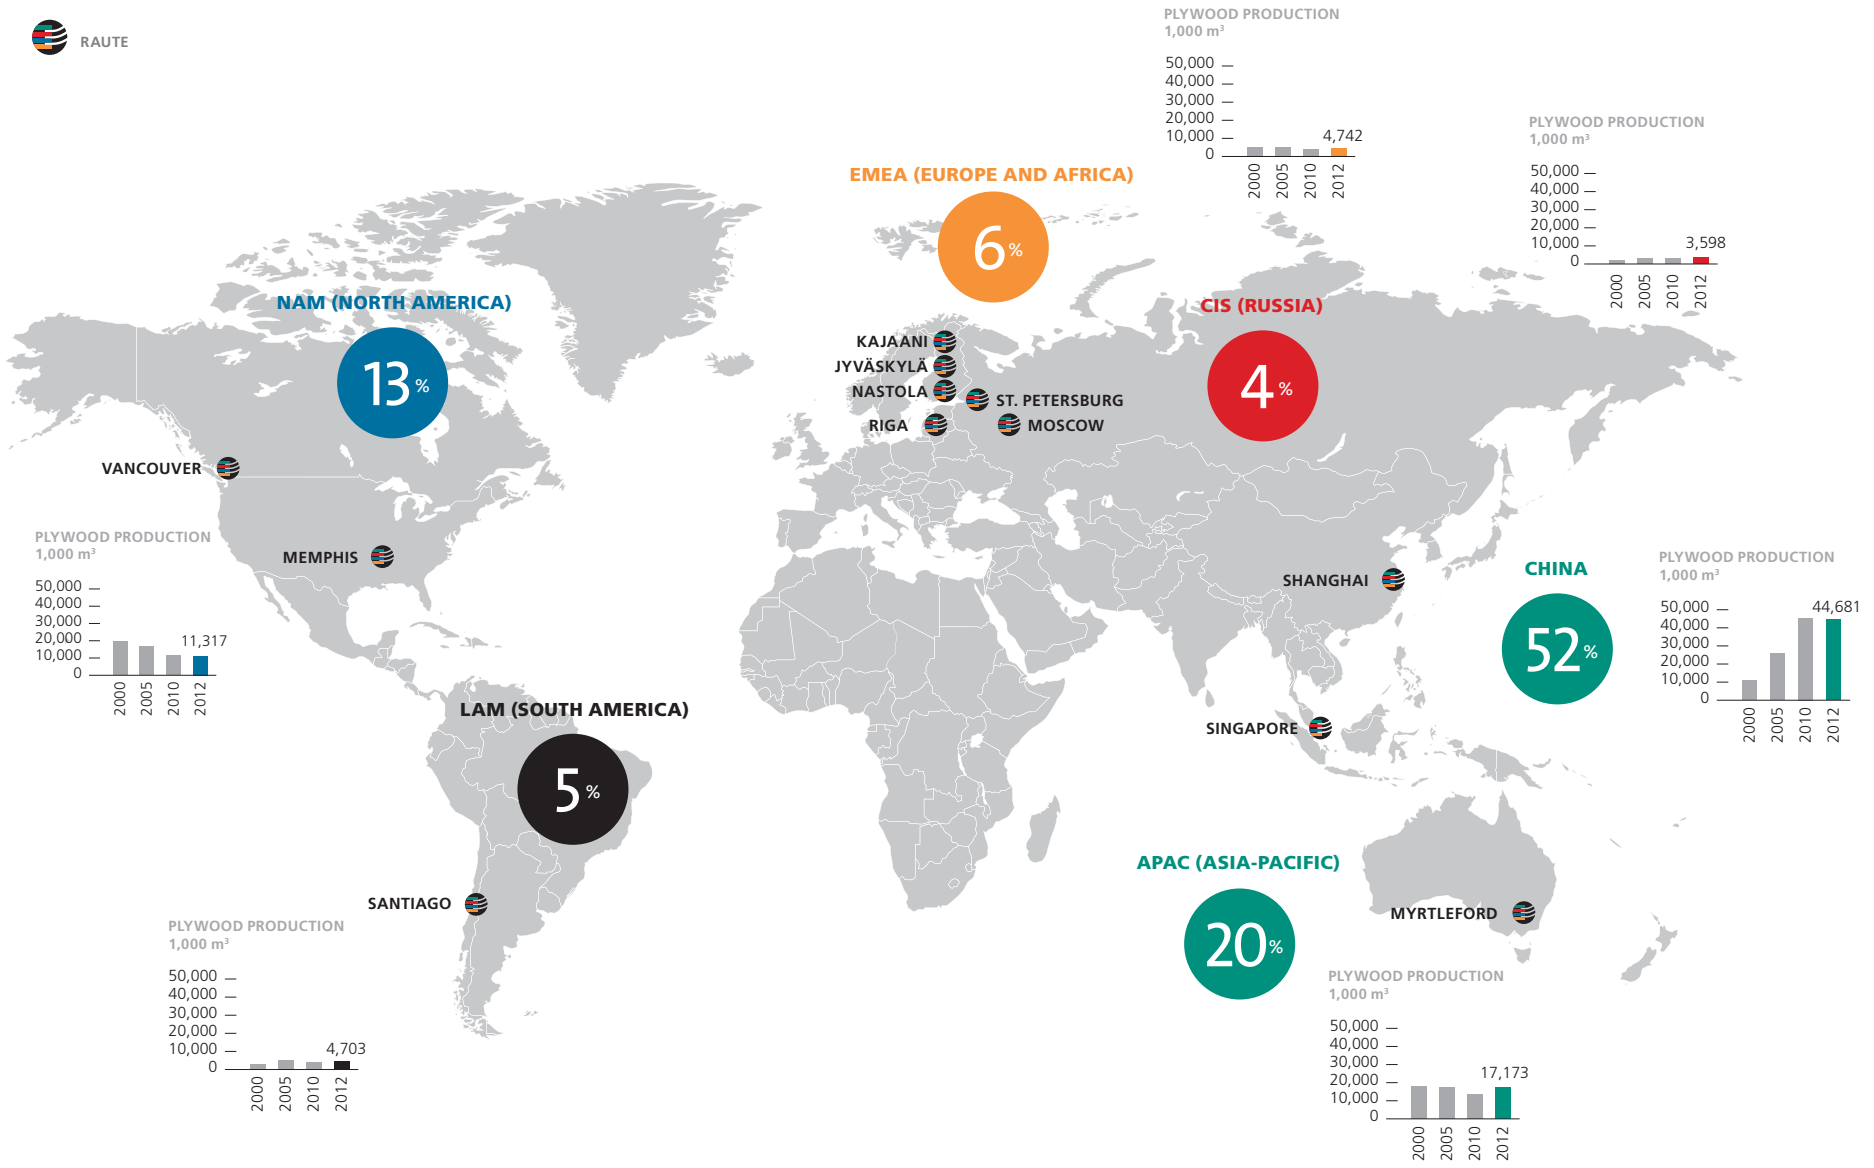 RAUTE
PLYWOOD PRODUCTION
1,000 m³
50,000
40,000
30,000
20,000
10,000
0
4,742
2000
2005
2010
2012
PLYWOOD PRODUCTION
1,000 m³
50,000
40,000
30,000
20,000
10,000
0
3,598
2000
2005
2010
2012
EMEA (EUROPE AND AFRICA)
6%
NAM (NORTH AMERICA)
13%
CIS (RUSSIA)
4%
KAJAANI
JYVÄSKYLÄ
NASTOLA
ST. PETERSBURG
RIGA
MOSCOW
VANCOUVER
MEMPHIS
PLYWOOD PRODUCTION
1,000 m³
50,000
40,000
30,000
20,000
10,000
0
11,317
2000
2005
2010
2012
SHANGHAI
CHINA
52%
PLYWOOD PRODUCTION
1,000 m³
50,000
40,000
30,000
20,000
10,000
0
44,681
2000
2005
2010
2012
LAM (SOUTH AMERICA)
5%
SINGAPORE
SANTIAGO
APAC (ASIA-PACIFIC)
20%
MYRTLEFORD
PLYWOOD PRODUCTION
1,000 m³
50,000
40,000
30,000
20,000
10,000
0
4,703
2000
2005
2010
2012
PLYWOOD PRODUCTION
1,000 m³
50,000
40,000
30,000
20,000
10,000
0
17,173
2000
2005
2010
2012